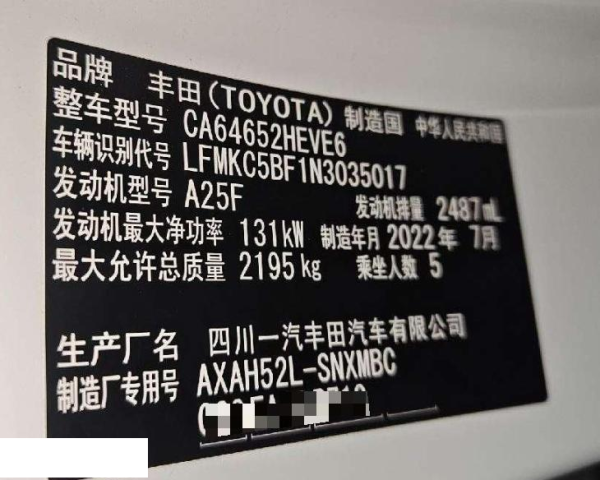 品牌 丰田(TOYOTA) 制造国 中华人民共和国
整车型号 CA64652HEVE6
车辆识别代号 LFMKC5BF1N3035017
发动机型号 A25F 发动机排量 2487mL
发动机最大净功率 131kW 制造年月 2022年 7月
最大允许总质量 2195kg 乘坐人数 5
生产厂名 四川一汽丰田汽车有限公司
制造厂专用号 AXAH52L-SNXMBC